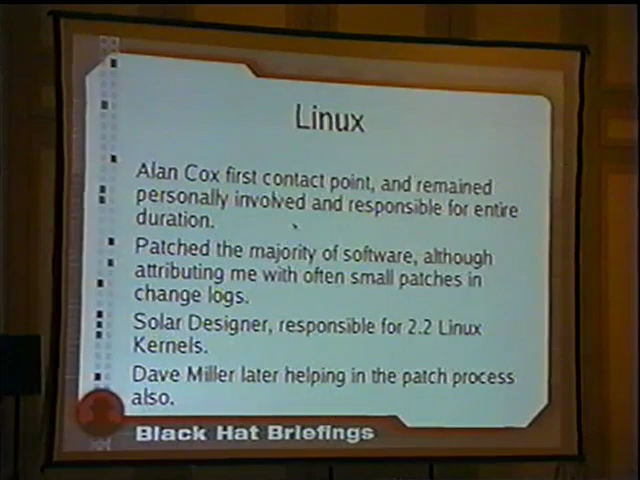 Linux
Alan Cox first contact point, and remained
personally involved and responsible for entire
duration.
Patched the majority of software, although
attributing me with often small patches in
change logs.
Solar Designer, responsible for 2.2 Linux
Kernels.
Dave Miller later helping in the patch process
also.
Black Hat Briefings